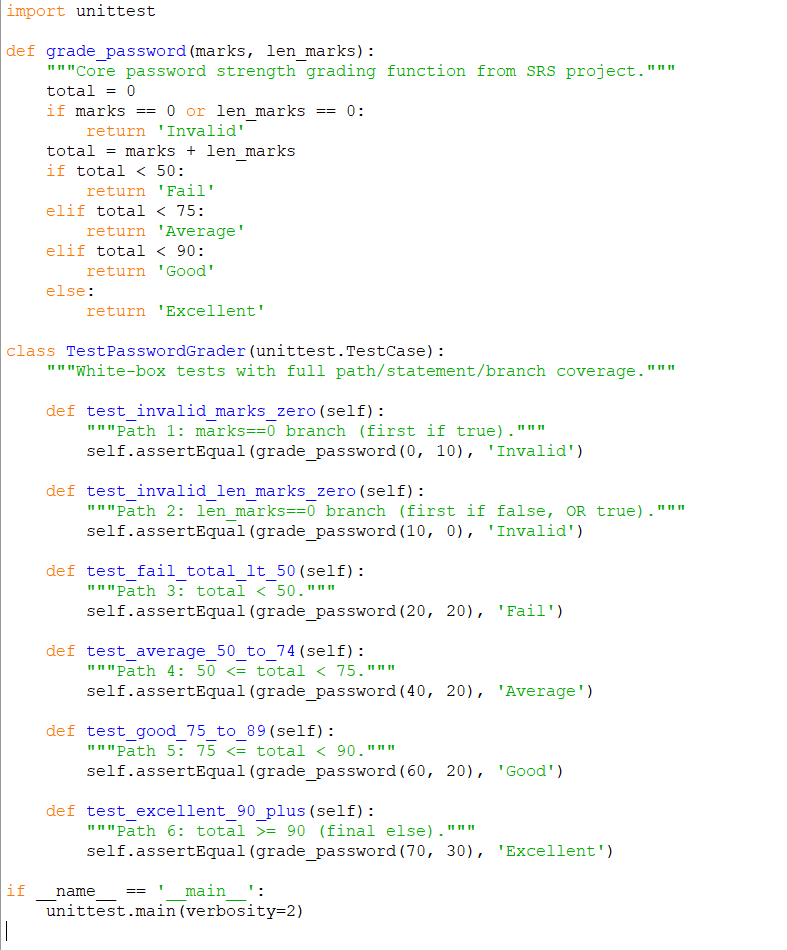 import unittest

def grade_password(marks, len_marks):
    """Core password strength grading function from SRS project."""
    total = 0
    if marks == 0 or len_marks == 0:
        return 'Invalid'
    total = marks + len_marks
    if total < 50:
        return 'Fail'
    elif total < 75:
        return 'Average'
    elif total < 90:
        return 'Good'
    else:
        return 'Excellent'

class TestPasswordGrader(unittest.TestCase):
    """White-box tests with full path/statement/branch coverage."""

    def test_invalid_marks_zero(self):
        """Path 1: marks==0 branch (first if true)."""
        self.assertEqual(grade_password(0, 10), 'Invalid')

    def test_invalid_len_marks_zero(self):
        """Path 2: len_marks==0 branch (first if false, OR true)."""
        self.assertEqual(grade_password(10, 0), 'Invalid')

    def test_fail_total_lt_50(self):
        """Path 3: total < 50."""
        self.assertEqual(grade_password(20, 20), 'Fail')

    def test_average_50_to_74(self):
        """Path 4: 50 <= total < 75."""
        self.assertEqual(grade_password(40, 20), 'Average')

    def test_good_75_to_89(self):
        """Path 5: 75 <= total < 90."""
        self.assertEqual(grade_password(60, 20), 'Good')

    def test_excellent_90_plus(self):
        """Path 6: total >= 90 (final else)."""
        self.assertEqual(grade_password(70, 30), 'Excellent')

if __name__ == '__main__':
    unittest.main(verbosity=2)